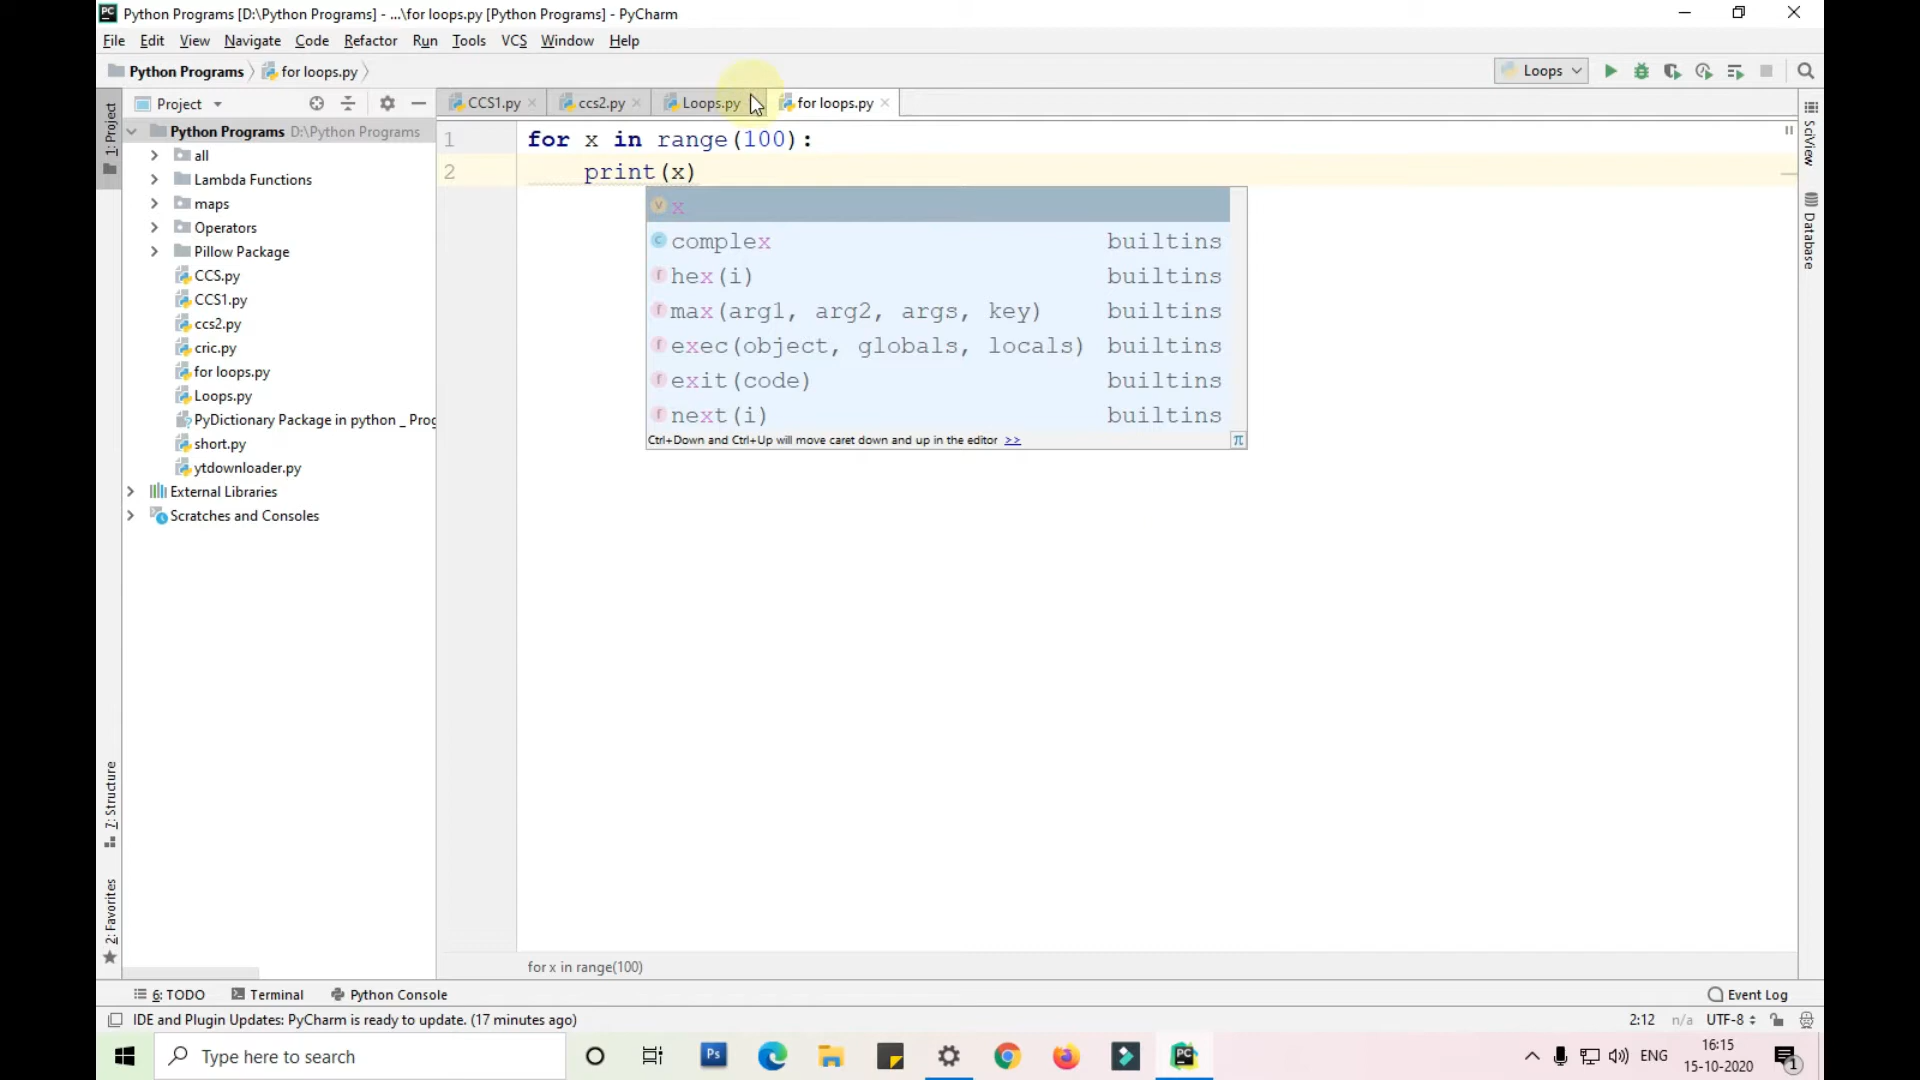 PC Python Programs [D:\Python Programs] - ...\for loops.py [Python Programs] - PyCharm
File Edit View Navigate Code Refactor Run Tools VCS Window Help
Python Programs for loops.py Loops
Project CCS1.py ccs2.py Loops.py for loops.py
1: Project
Python Programs D:\Python Programs
all
Lambda Functions
maps
Operators
Pillow Package
CCS.py
CCS1.py
ccs2.py
cric.py
for loops.py
Loops.py
PyDictionary Package in python _ Prog
short.py
ytdownloader.py
External Libraries
Scratches and Consoles
7: Structure
2: Favorites
1 for x in range(100):
2 print(x)
V x
C complex builtins
f hex(i) builtins
f max(arg1, arg2, args, key) builtins
f exec(object, globals, locals) builtins
f exit(code) builtins
f next(i) builtins
Ctrl+Down and Ctrl+Up will move caret down and up in the editor >> π
SciView
Database
for x in range(100)
6: TODO Terminal Python Console Event Log
IDE and Plugin Updates: PyCharm is ready to update. (17 minutes ago) 2:12 n/a UTF-8
Type here to search Ps PC ENG 16:15
15-10-2020 1